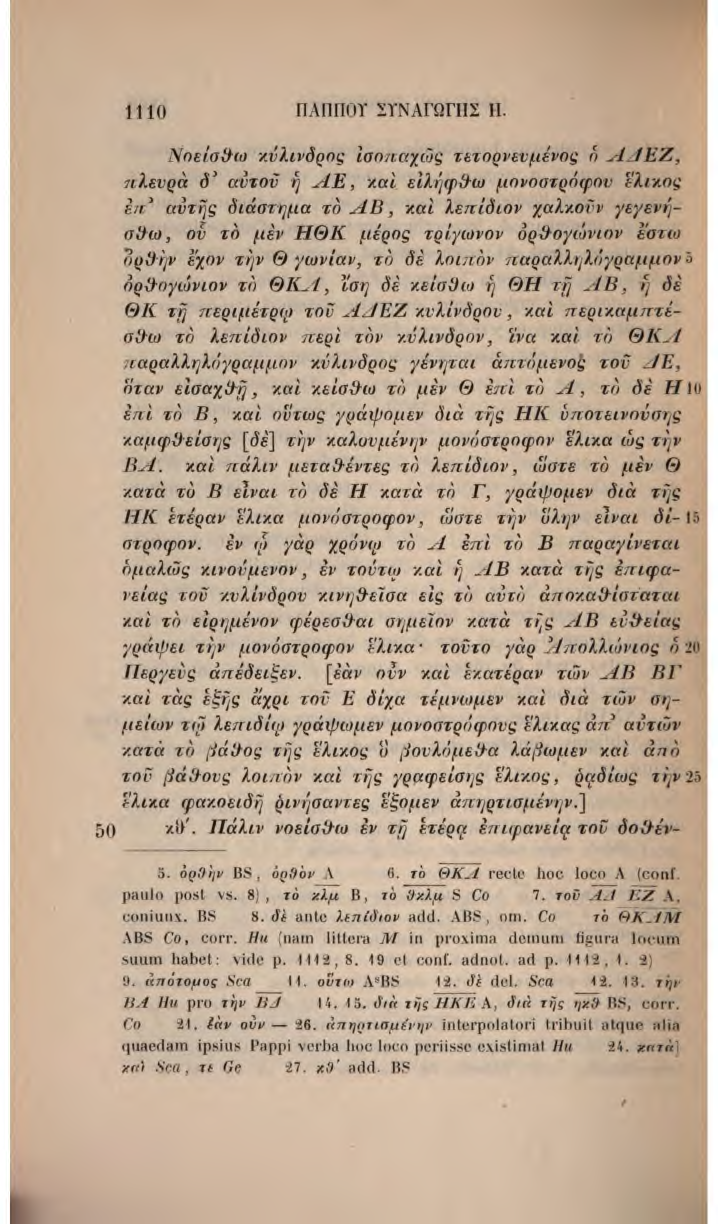 1110 ΠΑΠΠΟΥ ΣΥΝΑΓΩΓΗΣ Η.
Νοείσθω κύλινδρος ἰσοπαχῶς τετορνευμένος ὁ ΑΔΕΖ,
πλευρὰ δ' αὐτοῦ ἡ ΔΕ, καὶ εἰλήφθω μονοστρόφου ἕλικος
ἐπ' αὐτῆς διάστημα τὸ ΑΒ, καὶ λεπίδιον χαλκοῦν γεγενή-
σθω, οὗ τὸ μὲν ΗΘΚ μέρος τρίγωνον ὀρθογώνιον ἔστω
ὀρθὴν ἔχον τὴν Θ γωνίαν, τὸ δὲ λοιπὸν παραλληλόγραμμον 5
ὀρθογώνιον τὸ ΘΚΛ, ἴση δὲ κείσθω ἡ ΘΗ τῇ ΑΒ, ἡ δὲ
ΘΚ τῇ περιμέτρῳ τοῦ ΑΔΕΖ κυλίνδρου, καὶ περικαμπτέ-
σθω τὸ λεπίδιον περὶ τὸν κύλινδρον, ἵνα καὶ τὸ ΘΚΛ
παραλληλόγραμμον κύλινδρος γένηται ἁπτόμενος τοῦ ΔΕ,
ὅταν εἰσαχθῇ, καὶ κείσθω τὸ μὲν Θ ἐπὶ τὸ Α, τὸ δὲ Η 10
ἐπὶ τὸ Β, καὶ οὕτως γράψομεν διὰ τῆς ΗΚ ὑποτεινούσης
καμφθείσης [δὲ] τὴν καλουμένην μονόστροφον ἕλικα ὡς τὴν
ΒΑ. καὶ πάλιν μεταθέντες τὸ λεπίδιον, ὥστε τὸ μὲν Θ
κατὰ τὸ Β εἶναι τὸ δὲ Η κατὰ τὸ Γ, γράψομεν διὰ τῆς
ΗΚ ἑτέραν ἕλικα μονόστροφον, ὥστε τὴν ὅλην εἶναι δί- 15
στροφον. ἐν ᾧ γὰρ χρόνῳ τὸ Α ἐπὶ τὸ Β παραγίνεται
ὁμαλῶς κινούμενον, ἐν τούτῳ καὶ ἡ ΑΒ κατὰ τῆς ἐπιφα-
νείας τοῦ κυλίνδρου κινηθεῖσα εἰς τὸ αὐτὸ ἀποκαθίσταται
καὶ τὸ εἰρημένον φέρεσθαι σημεῖον κατὰ τῆς ΑΒ εὐθείας
γράψει τὴν μονόστροφον ἕλικα· τοῦτο γὰρ Ἀπολλώνιος ὁ 20
Περγεὺς ἀπέδειξεν. [ἐὰν οὖν καὶ ἑκατέραν τῶν ΑΒ ΒΓ
καὶ τὰς ἑξῆς ἄχρι τοῦ Ε δίχα τέμνωμεν καὶ διὰ τῶν ση-
μείων τῷ λεπιδίῳ γράψωμεν μονοστρόφους ἕλικας ἀπ' αὐτῶν
κατὰ τὸ βάθος τῆς ἕλικος ὃ βουλόμεθα λάβωμεν καὶ ἀπὸ
τοῦ βάθους λοιπὸν καὶ τῆς γραφείσης ἕλικος, ῥᾳδίως τὴν 25
ἕλικα φακοειδῆ ῥινήσαντες ἕξομεν ἀπηρτισμένην.]
50 κθ΄. Πάλιν νοείσθω ἐν τῇ ἑτέρᾳ ἐπιφανείᾳ τοῦ δοθέν-
5. ὀρθὴν BS, ὀρθὸν A 6. τὸ ΘΚΛ recte hoc loco A (conf.
paulo post vs. 8), τὸ κλμ B, τὸ θκλμ S Co 7. τοῦ ΑΔ ΕΖ A,
coniunx. BS 8. δὲ ante λεπίδιον add. ABS, om. Co τὸ ΘΚΛΜ
ABS Co, corr. Hu (nam littera M in proxima demum figura locum
suum habet: vide p. 1112, 8. 19 et conf. adnot. ad p. 1112, 1. 2)
9. ἀπότομος Sca 11. οὕτω AˢBS 12. δὲ del. Sca 12. 13. τὴν
ΒΑ Hu pro τὴν ΒΔ 14. 15. διὰ τῆς ΗΚΕ A, διὰ τῆς ηκθ BS, corr.
Co 21. ἐὰν οὖν — 26. ἀπηρτισμένην interpolatori tribuit atque alia
quaedam ipsius Pappi verba hoc loco periisse existimat Hu 24. κατὰ]
καὶ Sca, τε Ge 27. κθ΄ add. BS